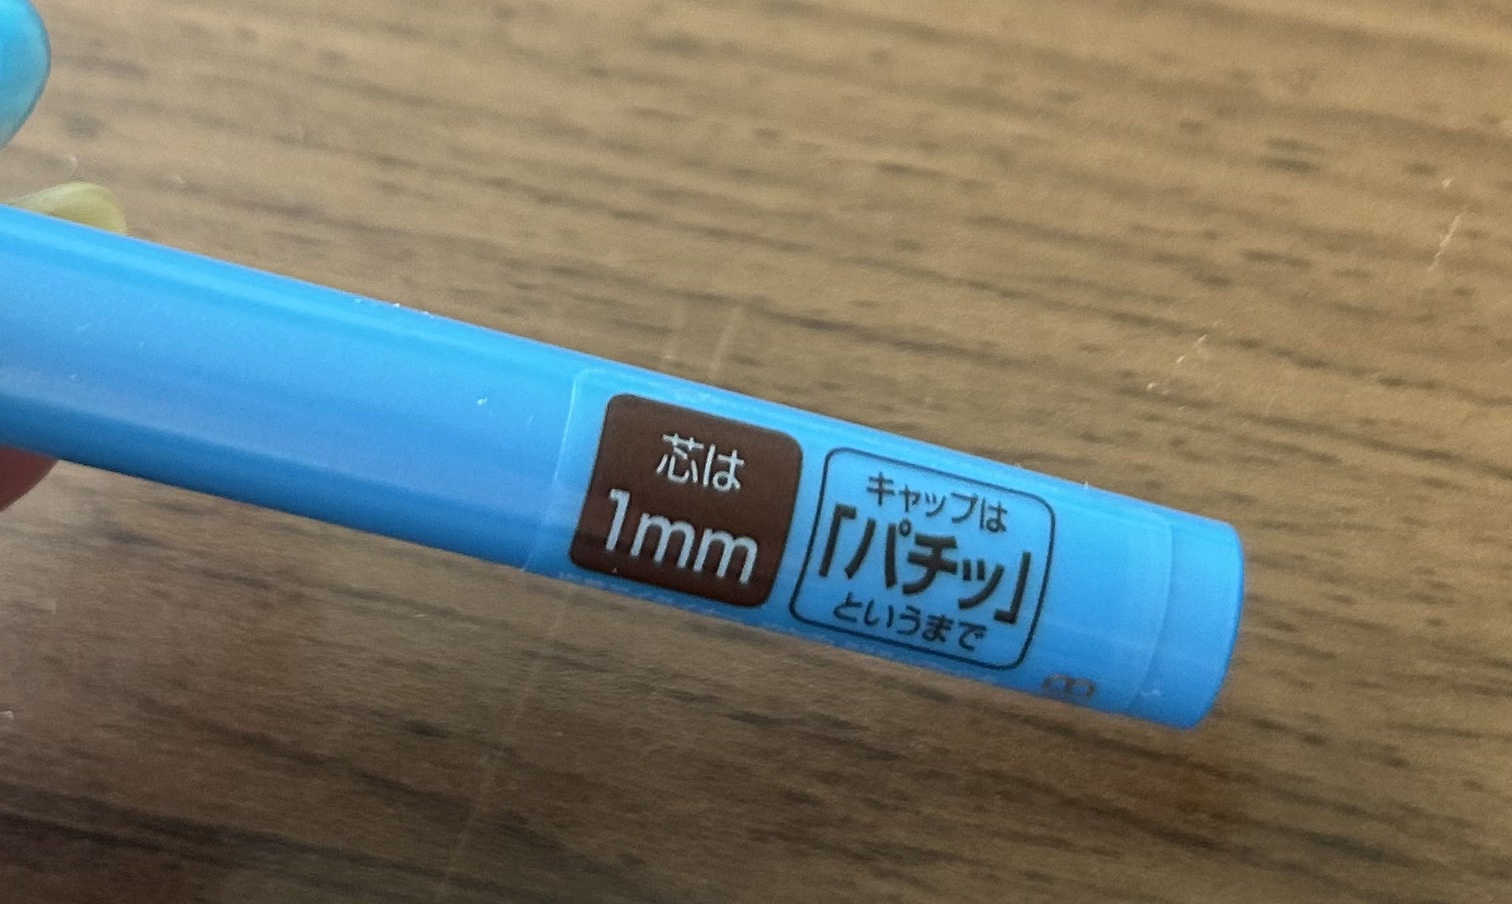 芯は
1mm
キャップは
「パチッ」
というまで